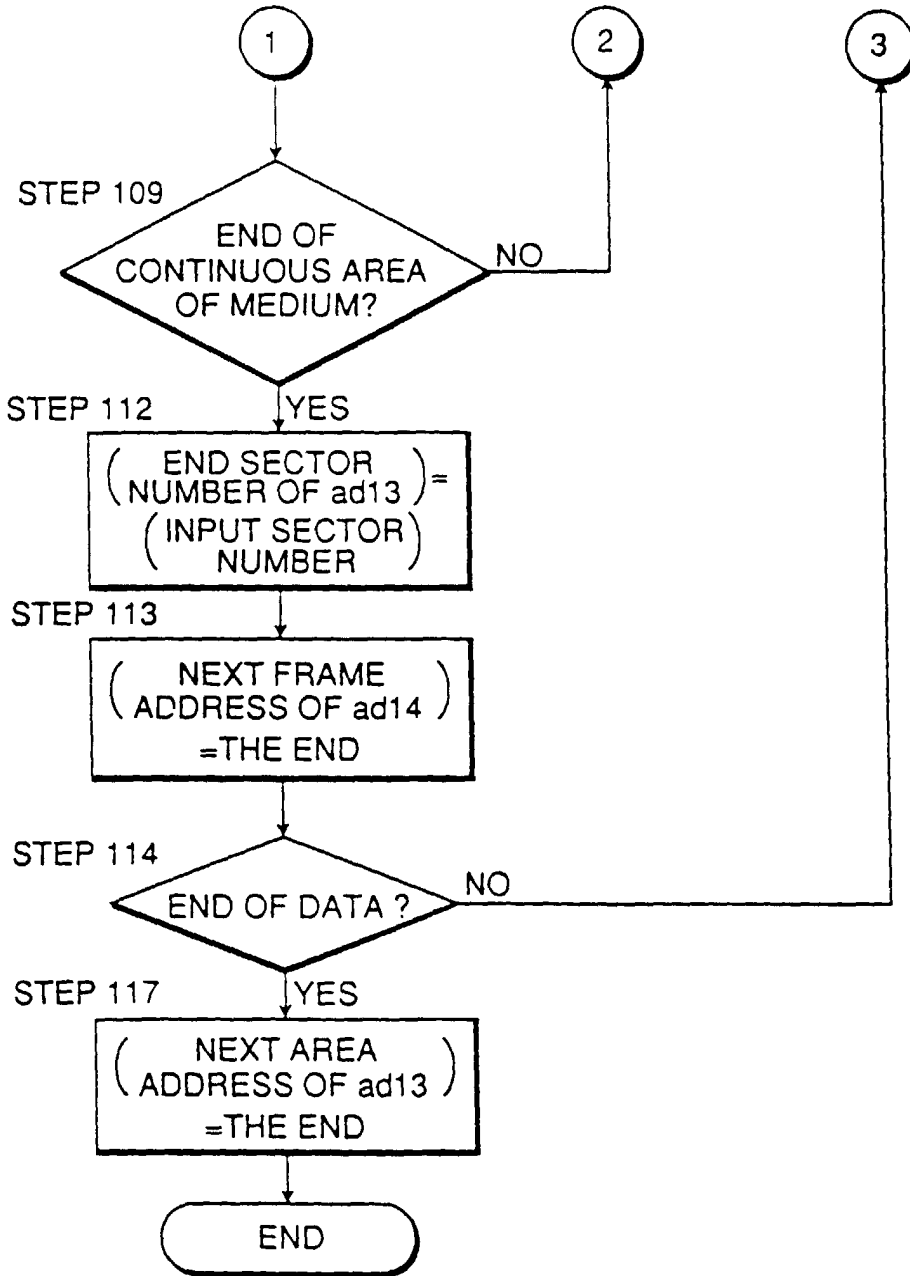 1
2
3
STEP 109
END OF
CONTINUOUS AREA
OF MEDIUM?
NO
YES
STEP 112
( END SECTOR
NUMBER OF ad13 ) =
( INPUT SECTOR
NUMBER )
STEP 113
( NEXT FRAME
ADDRESS OF ad14 )
=THE END
STEP 114
END OF DATA ?
NO
YES
STEP 117
( NEXT AREA
ADDRESS OF ad13 )
=THE END
END